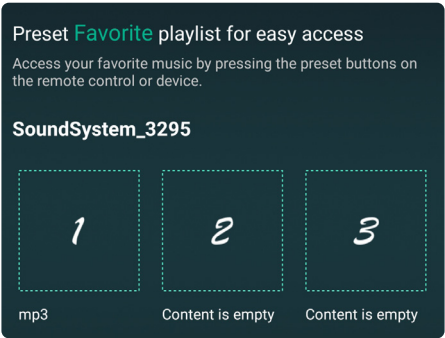 Preset Favorite playlist for easy access
Access your favorite music by pressing the preset buttons on
the remote control or device.
SoundSystem_3295
1 2 3
mp3 Content is empty Content is empty